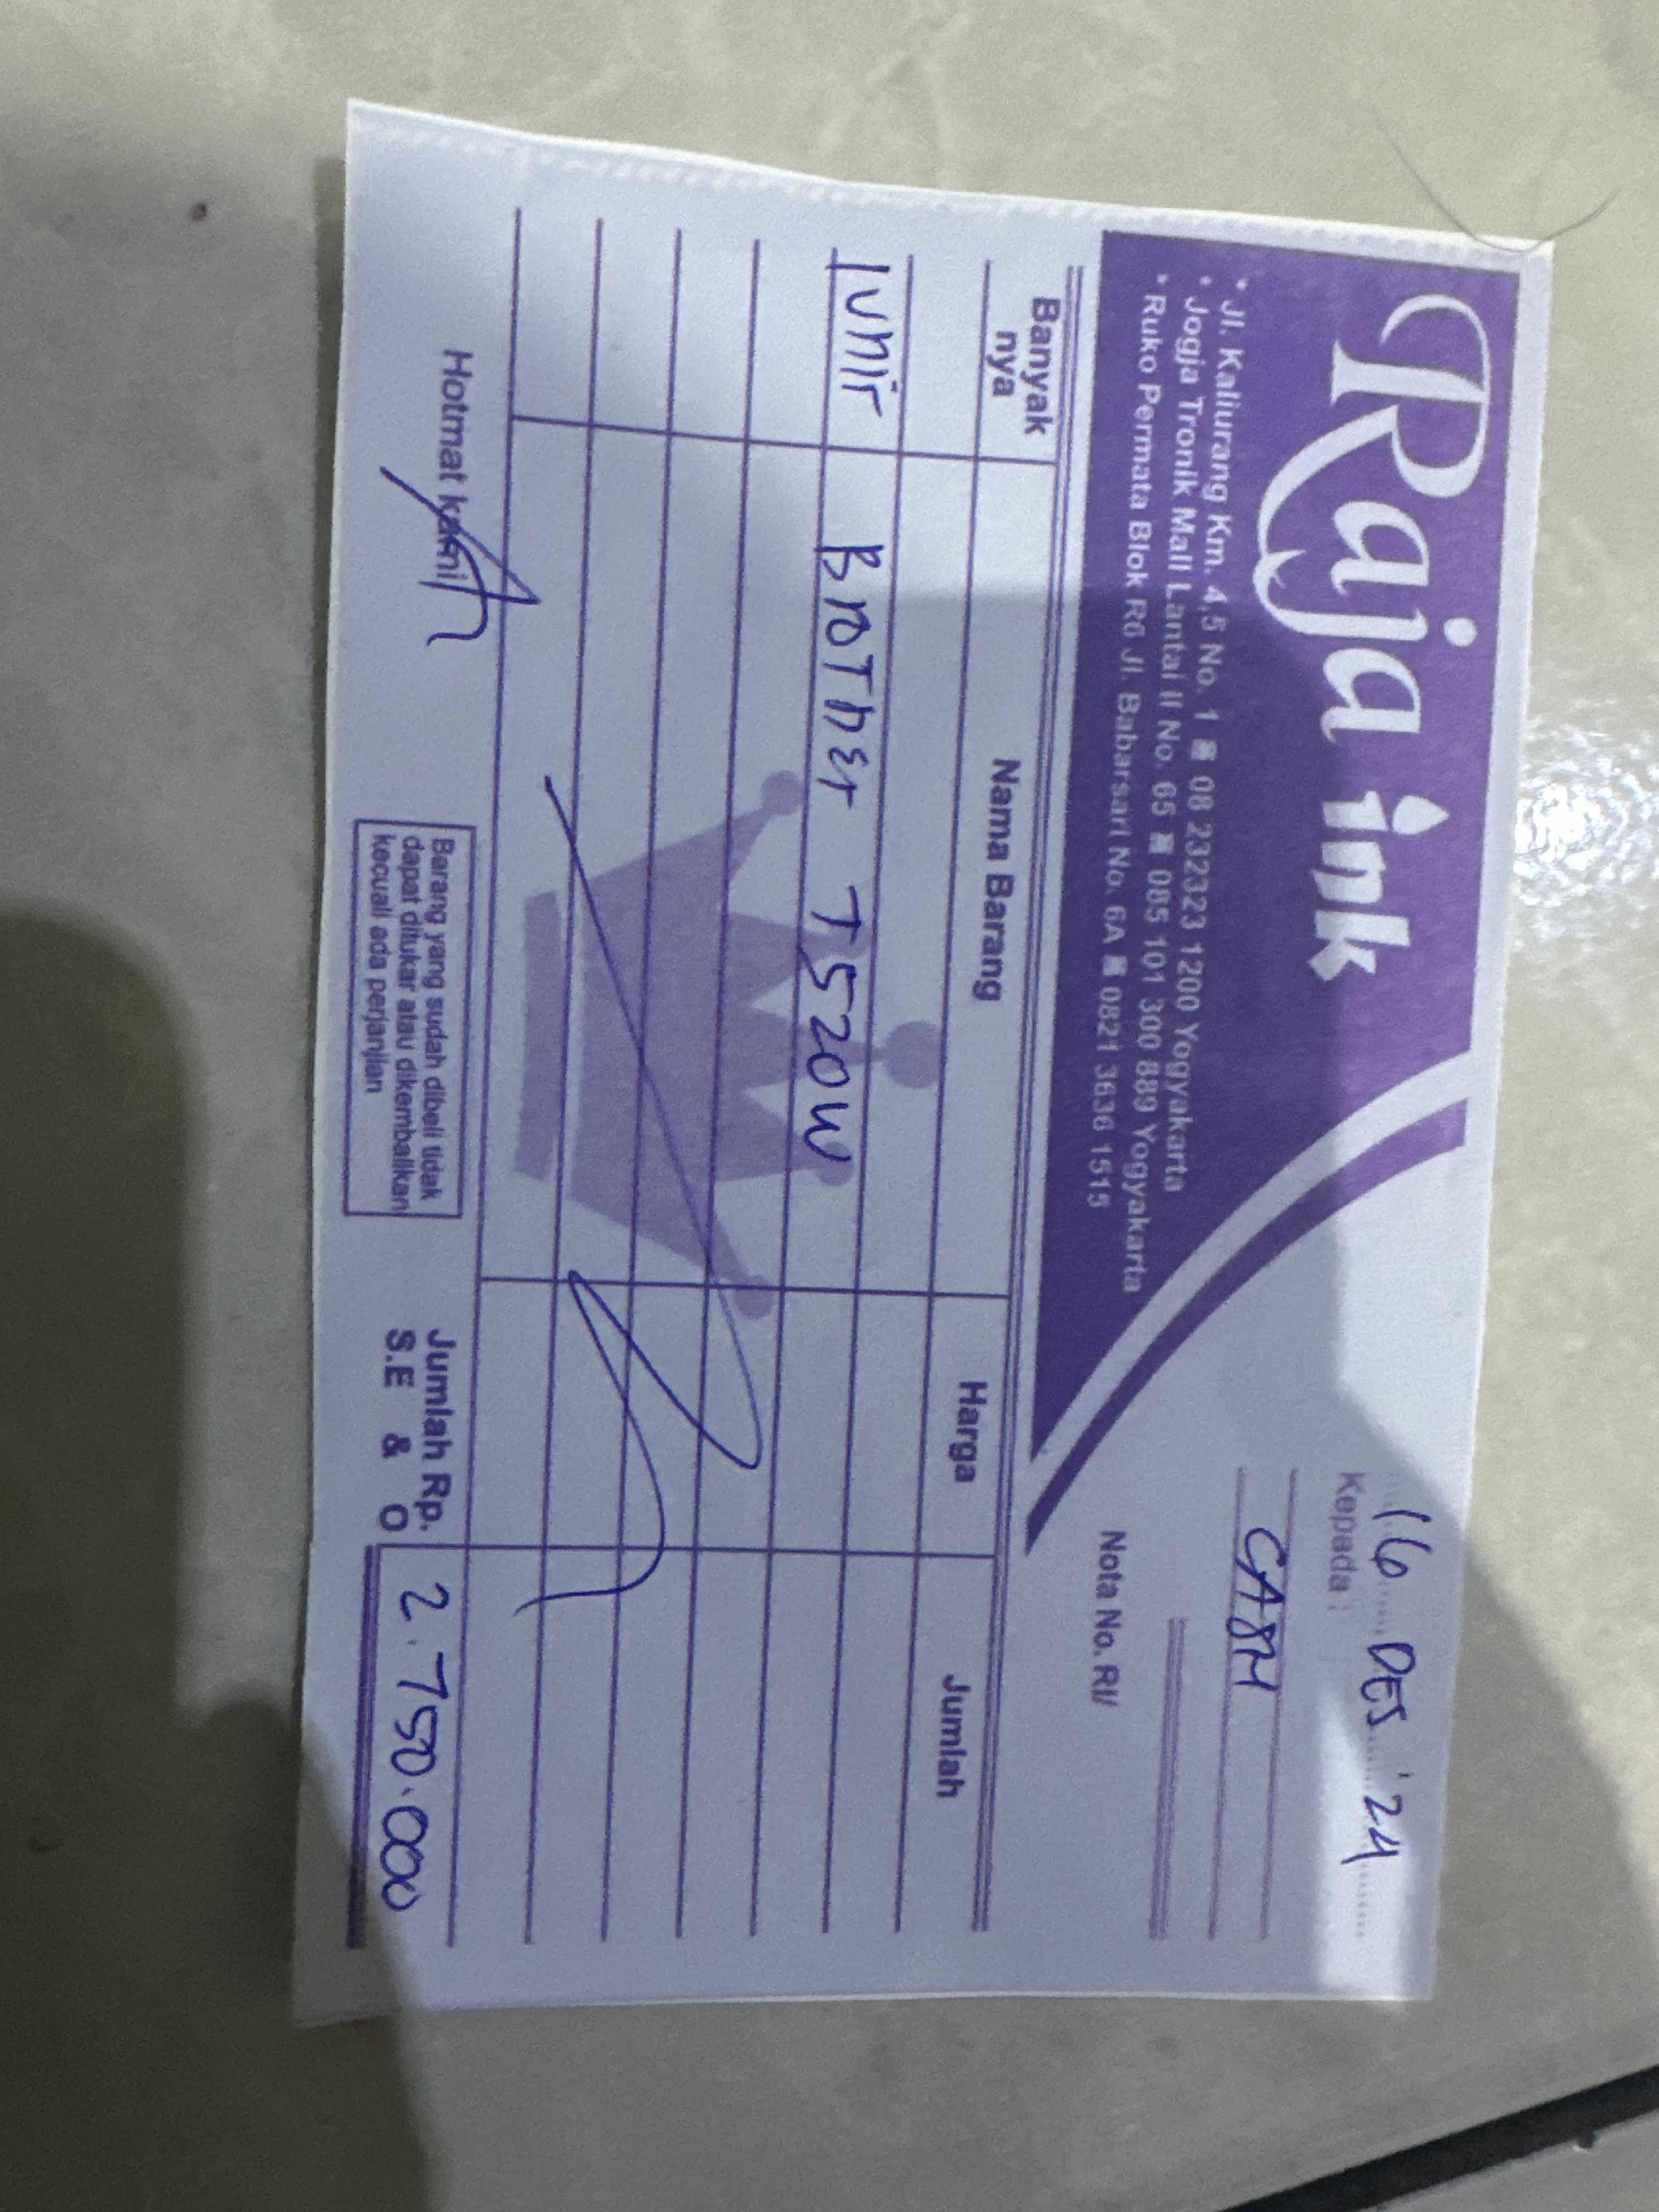 Raja ink
* Jl. Kaliurang Km. 4,5 No. 1 08 232323 1200 Yogyakarta
* Jogja Tronik Mall Lantai II No. 65 085 101 300 889 Yogyakarta
* Ruko Permata Blok R6 Jl. Babarsari No. 6A 0821 3636 1515
16 DES '24
Kepada :
CASH
Nota No. RI/
Banyak nya Nama Barang Harga Jumlah
1 unit Brother T520W
Hotmat kami
Barang yang sudah dibeli tidak
dapat ditukar atau dikembalikan
kecuali ada perjanjian
Jumlah Rp. 2.750.000
S.E & O